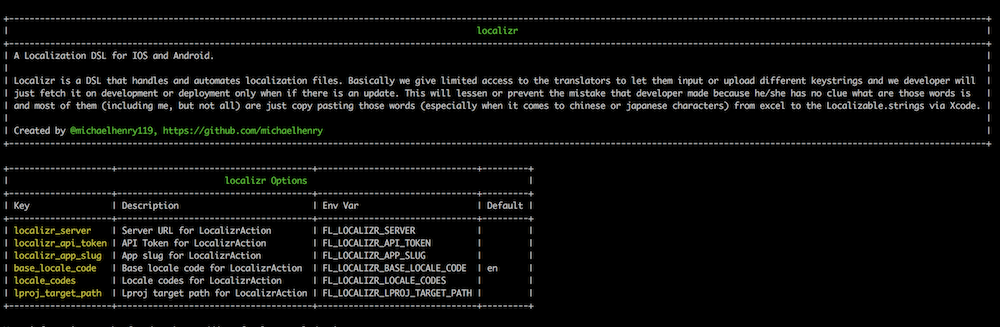 localizr
A Localization DSL for IOS and Android.
Localizr is a DSL that handles and automates localization files. Basically we give limited access to the translators to let them input or upload different keystrings and we developer will
just fetch it on development or deployment only when if there is an update. This will lessen or prevent the mistake that developer made because he/she has no clue what are those words is
and most of them (including me, but not all) are just copy pasting those words (especially when it comes to chinese or japanese characters) from excel to the Localizable.strings via Xcode.
Created by @michaelhenry119, https://github.com/michaelhenry
localizr Options
Key | Description | Env Var | Default
localizr_server | Server URL for LocalizrAction | FL_LOCALIZR_SERVER |
localizr_api_token | API Token for LocalizrAction | FL_LOCALIZR_API_TOKEN |
localizr_app_slug | App slug for LocalizrAction | FL_LOCALIZR_APP_SLUG |
base_locale_code | Base locale code for LocalizrAction | FL_LOCALIZR_BASE_LOCALE_CODE | en
locale_codes | Locale codes for LocalizrAction | FL_LOCALIZR_LOCALE_CODES |
lproj_target_path | Lproj target path for LocalizrAction | FL_LOCALIZR_LPROJ_TARGET_PATH |